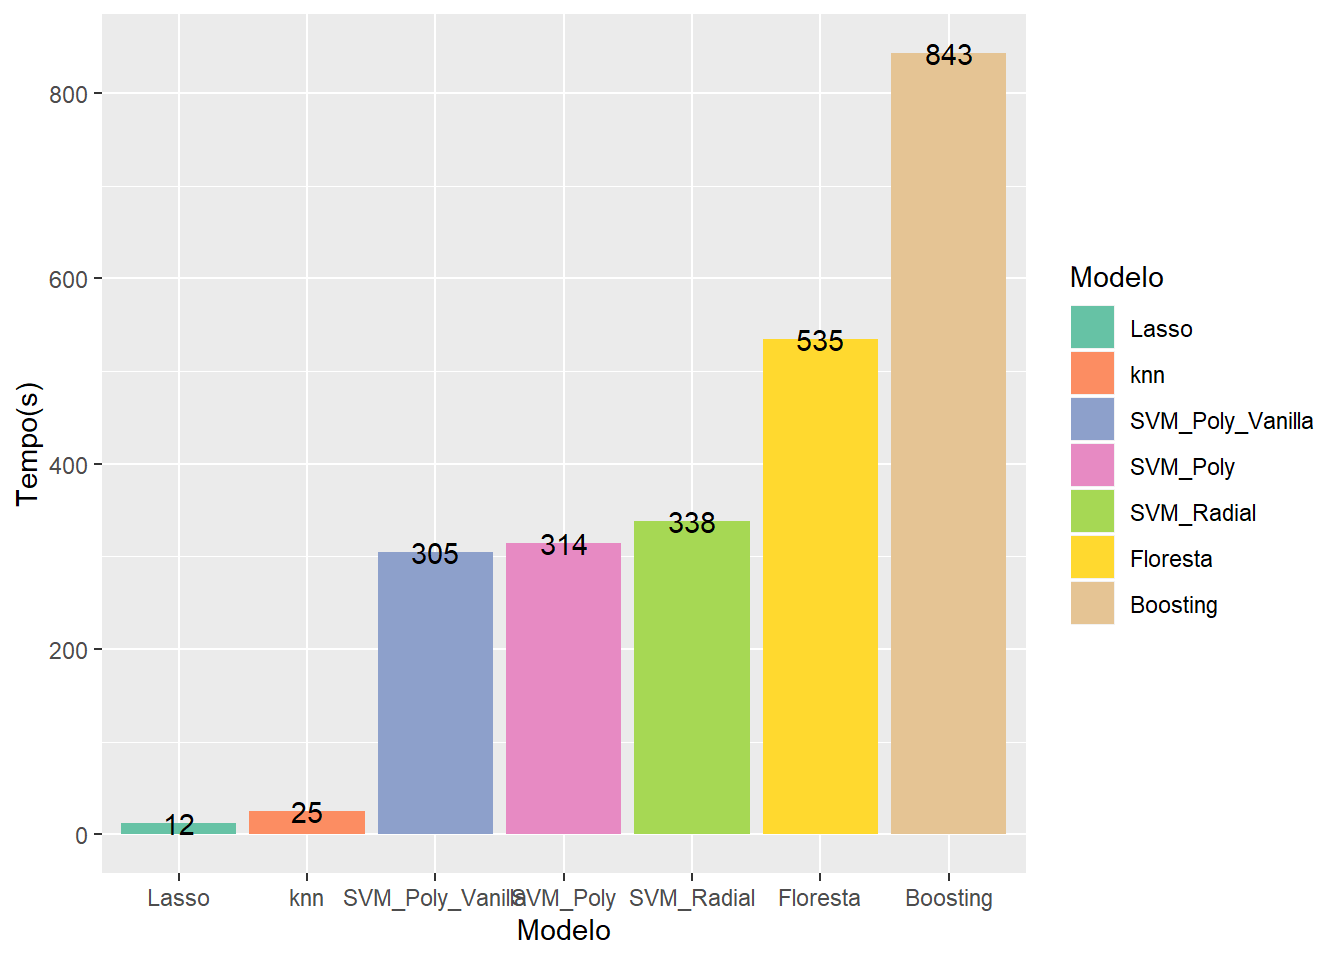 800
600
400
200
0
Tempo(s)
843
535
338
314
305
25
12
Lasso knn SVM_Poly_Vanilla SVM_Poly SVM_Radial Floresta Boosting
Modelo
Modelo
Lasso
knn
SVM_Poly_Vanilla
SVM_Poly
SVM_Radial
Floresta
Boosting